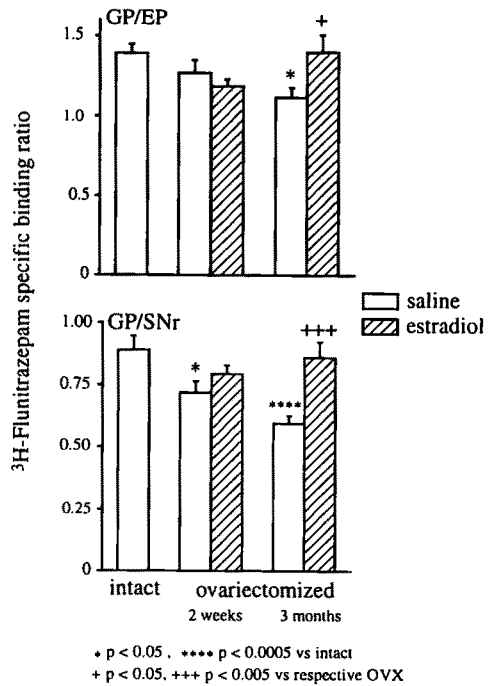 GP/EP
1.5
1.0
0.5
0
³H-Flunitrazepam specific binding ratio
*
+
saline
estradiol
GP/SNr
1.00
0.75
0.50
0.25
0
*
****
+++
intact
ovariectomized
2 weeks
3 months
* p < 0.05 , **** p < 0.0005 vs intact
+ p < 0.05, +++ p < 0.005 vs respective OVX